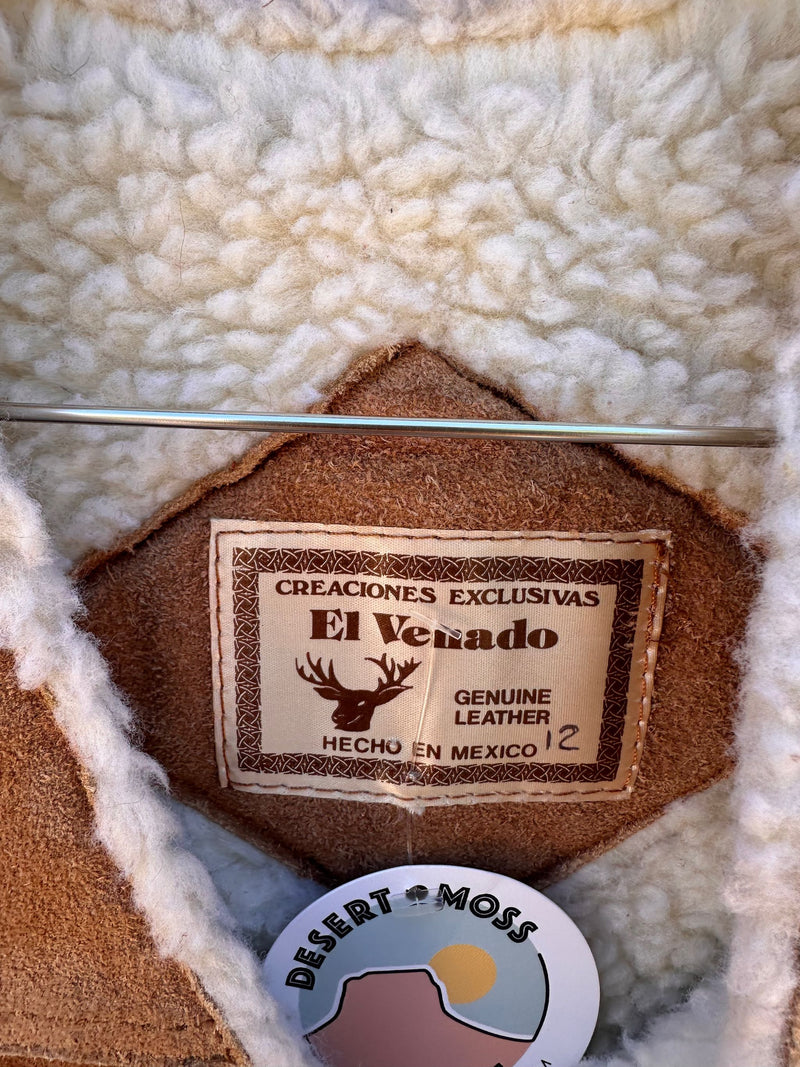 CREACIONES EXCLUSIVAS
El Venado
GENUINE
LEATHER
HECHO EN MEXICO 12
DESERT MOSS